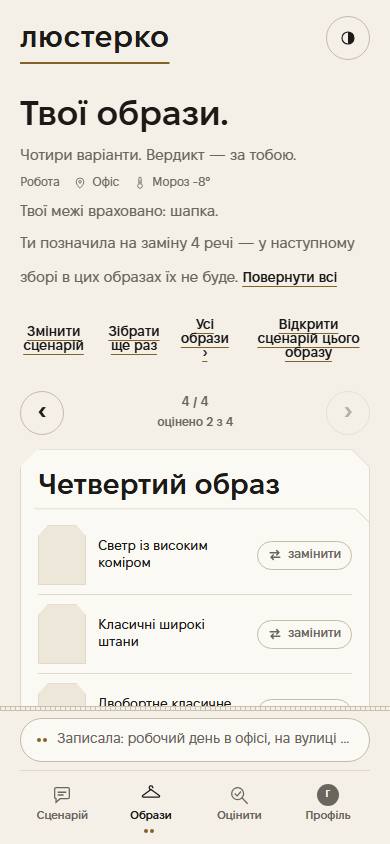 люстерко
Твої образи.
Чотири варіанти. Вердикт — за тобою.
Робота Офіс Мороз -8°
Твої межі враховано: шапка.
Ти позначила на заміну 4 речі — у наступному
зборі в цих образах їх не буде. Повернути всі
Змінити
сценарій
Зібрати
ще раз
Усі
образи
›
Відкрити
сценарій цього
образу
‹
4 / 4
оцінено 2 з 4
›
Четвертий образ
Светр із високим
коміром
замінити
Класичні широкі
штани
замінити
Двобортне класичне
Записала: робочий день в офісі, на вулиці ...
Сценарій
Образи
Оцінити
Г
Профіль